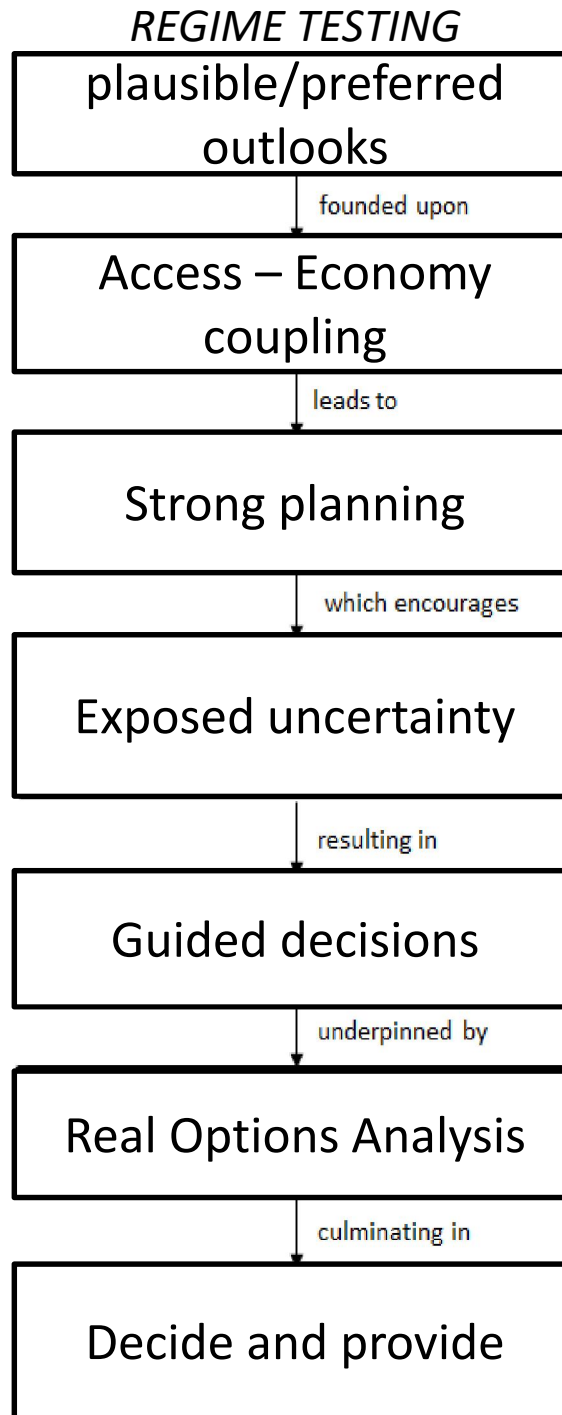 REGIME TESTING
plausible/preferred
outlooks
founded upon
Access – Economy
coupling
leads to
Strong planning
which encourages
Exposed uncertainty
resulting in
Guided decisions
underpinned by
Real Options Analysis
culminating in
Decide and provide